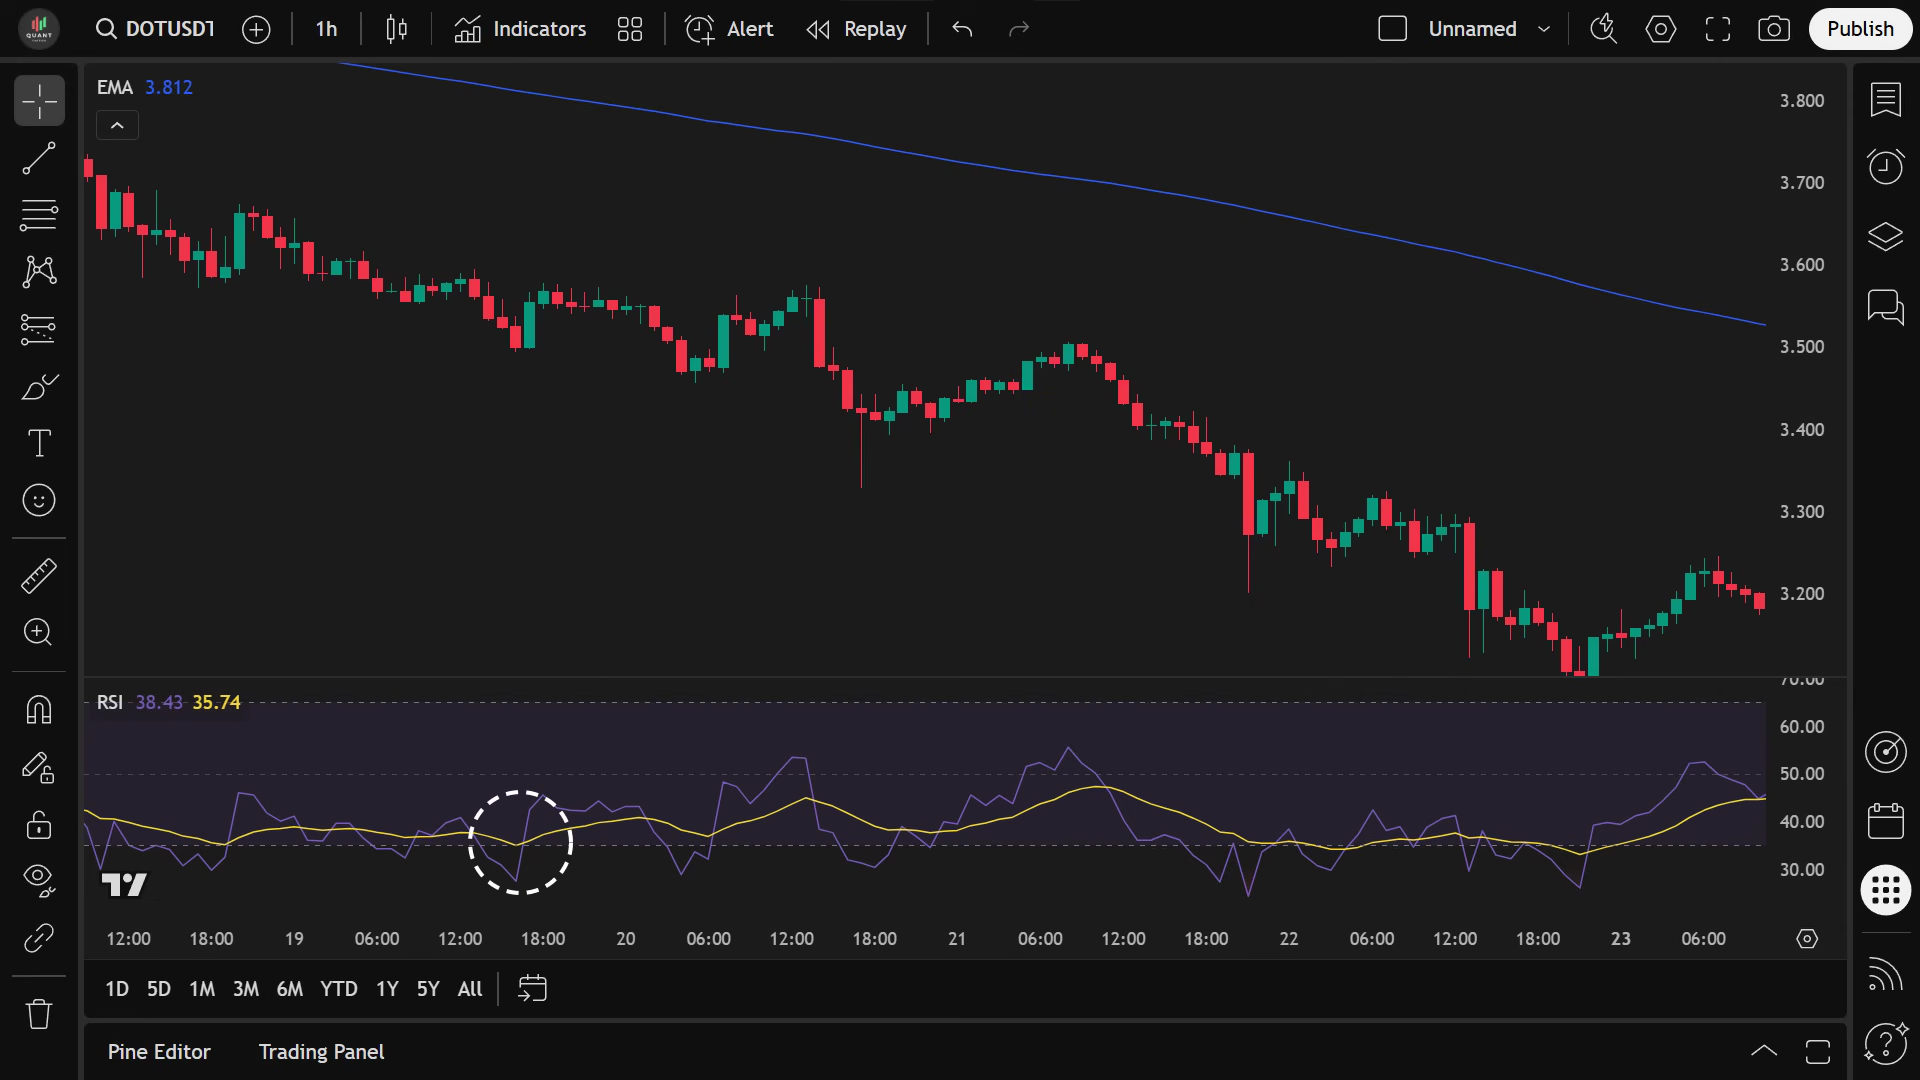 QUANT
DOTUSDT
1h
Indicators
Alert
Replay
Unnamed
Publish
EMA 3.812
3.800
3.700
3.600
3.500
3.400
3.300
3.200
RSI 38.43 35.74
70.00
60.00
50.00
40.00
30.00
12:00 18:00 19 06:00 12:00 18:00 20 06:00 12:00 18:00 21 06:00 12:00 18:00 22 06:00 12:00 18:00 23 06:00
1D 5D 1M 3M 6M YTD 1Y 5Y All
Pine Editor Trading Panel